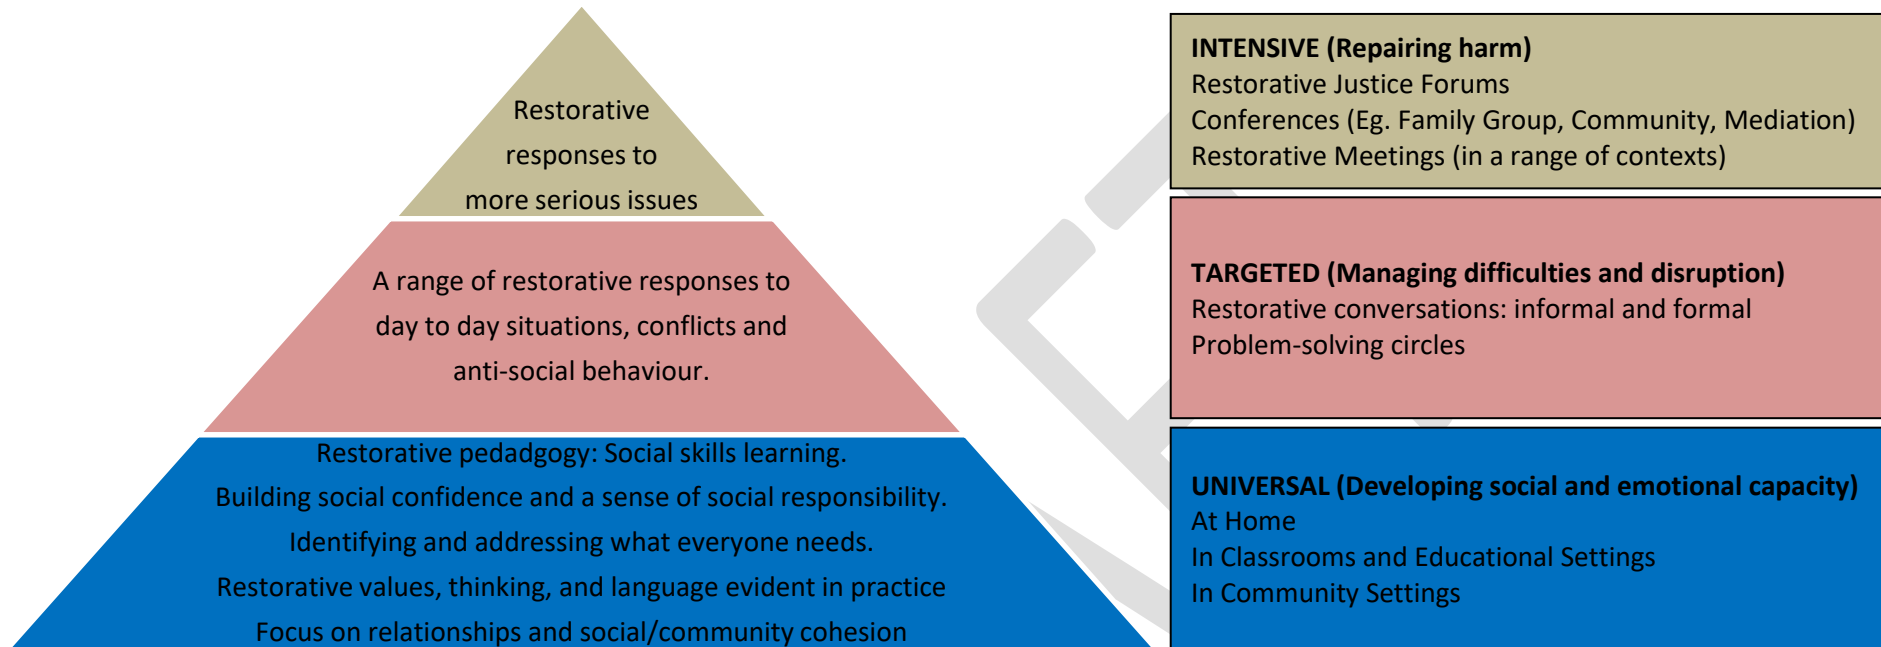 Restorative
responses to
more serious issues
A range of restorative responses to
day to day situations, conflicts and
anti-social behaviour.
Restorative pedadgogy: Social skills learning.
Building social confidence and a sense of social responsibility.
Identifying and addressing what everyone needs.
Restorative values, thinking, and language evident in practice
Focus on relationships and social/community cohesion
INTENSIVE (Repairing harm)
Restorative Justice Forums
Conferences (Eg. Family Group, Community, Mediation)
Restorative Meetings (in a range of contexts)
TARGETED (Managing difficulties and disruption)
Restorative conversations: informal and formal
Problem-solving circles
UNIVERSAL (Developing social and emotional capacity)
At Home
In Classrooms and Educational Settings
In Community Settings